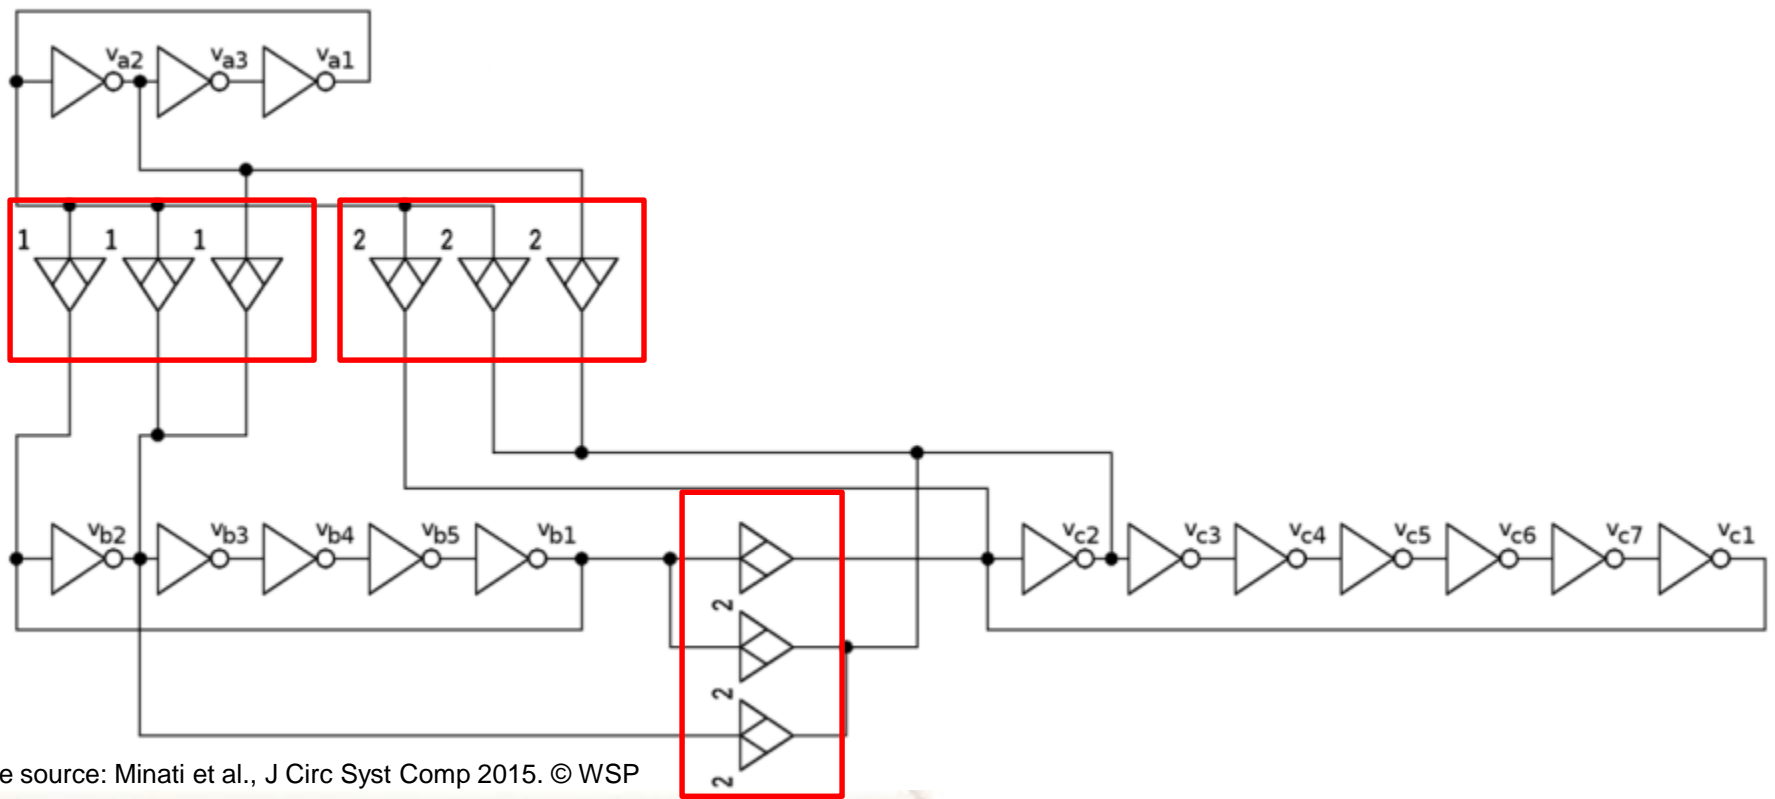 va2 va3 va1
1 1 1 2 2 2
vb2 vb3 vb4 vb5 vb1 vc2 vc3 vc4 vc5 vc6 vc7 vc1
2
2
2
e source: Minati et al., J Circ Syst Comp 2015. © WSP